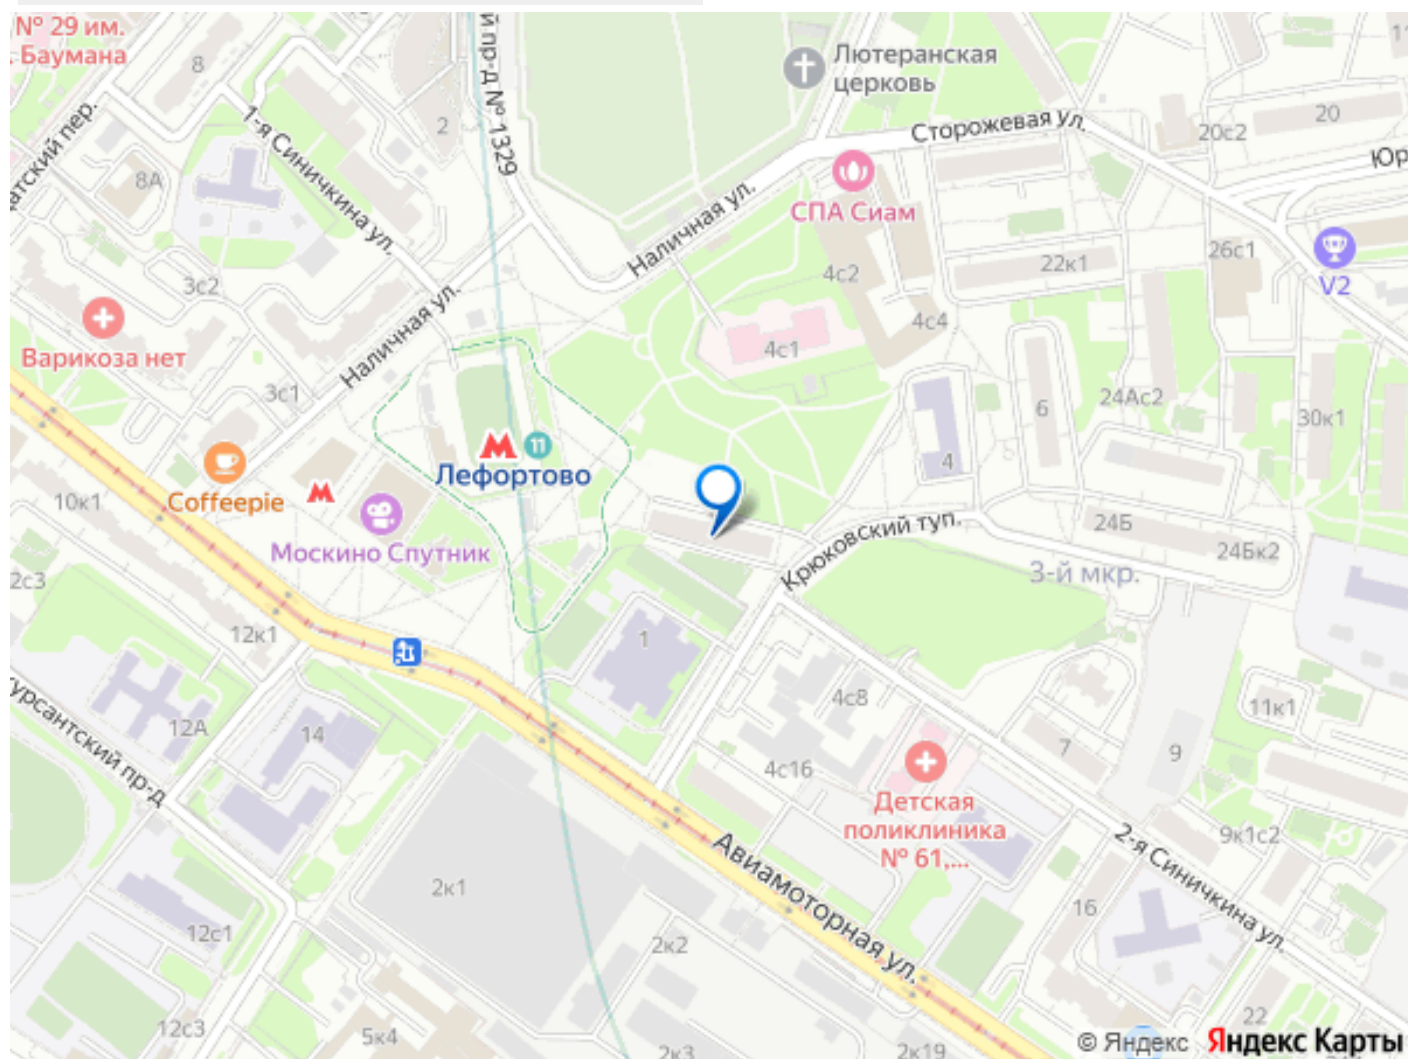 № 29 им.
Баумана
8
1-я Синичкина ул.
2
й пр-д № 1329
Лютеранская
церковь
Сторожевая ул.
20с2
20
8А
СПА Сиам
Наличная ул.
4с2
22к1
26с1
V2
3с2
4с4
4с1
Варикоза нет
Наличная ул.
3с1
6
24Ас2
30к1
4
11
Лефортово
Coffeepie
10к1
Москино Спутник
Крюковский туп.
24Б
24Бк2
3-й мкр.
2с3
12к1
1
12А
14
4с8
11к1
7
9
4с16
Детская
поликлиника
№ 61,...
2-я Синичкина ул.
9к1с2
Авиамоторная ул.
2к1
16
12с1
2к2
22
12с3
5к4
2к3
2к19
© Яндекс Яндекс Карты